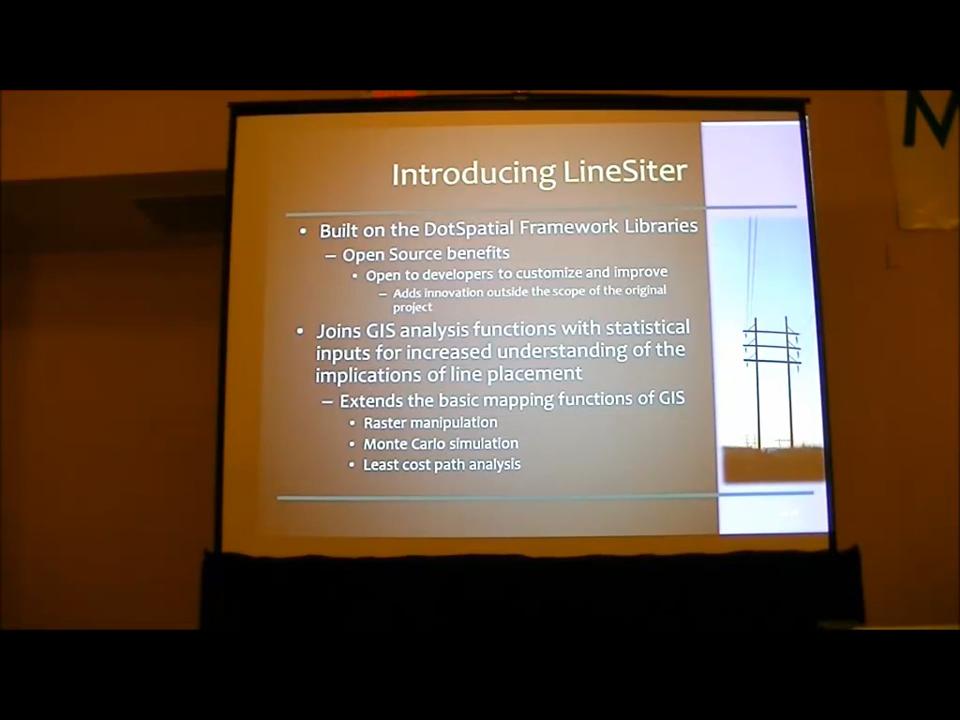 Introducing LineSiter
• Built on the DotSpatial Framework Libraries
– Open Source benefits
• Open to developers to customize and improve
– Adds innovation outside the scope of the original
project
• Joins GIS analysis functions with statistical
inputs for increased understanding of the
implications of line placement
– Extends the basic mapping functions of GIS
• Raster manipulation
• Monte Carlo simulation
• Least cost path analysis
M